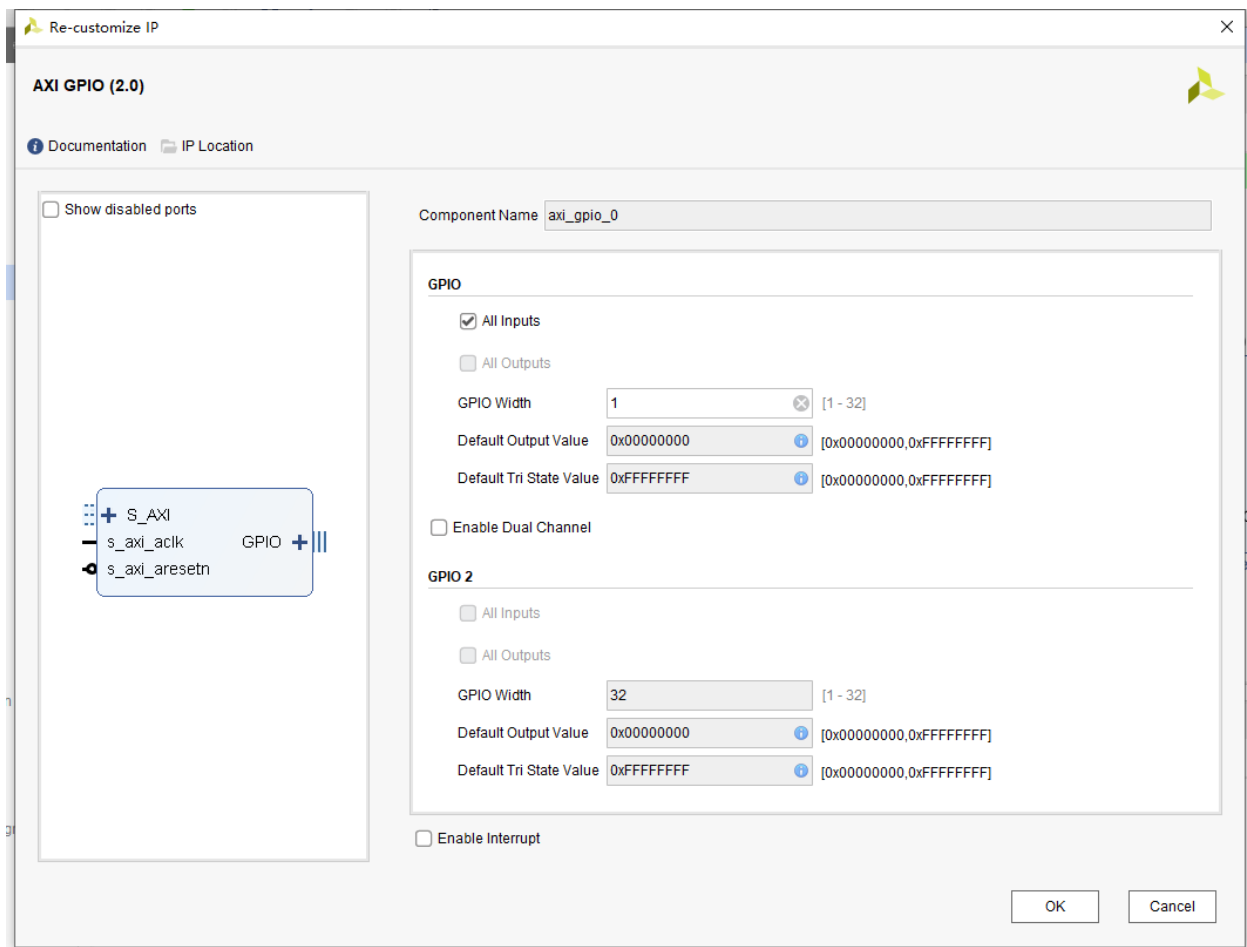 Re-customize IP
AXI GPIO (2.0)
Documentation IP Location
Show disabled ports
S_AXI
s_axi_aclk
s_axi_aresetn
GPIO
Component Name axi_gpio_0
GPIO
All Inputs
All Outputs
GPIO Width 1 [1 - 32]
Default Output Value 0x00000000 [0x00000000,0xFFFFFFFF]
Default Tri State Value 0xFFFFFFFF [0x00000000,0xFFFFFFFF]
Enable Dual Channel
GPIO 2
All Inputs
All Outputs
GPIO Width 32 [1 - 32]
Default Output Value 0x00000000 [0x00000000,0xFFFFFFFF]
Default Tri State Value 0xFFFFFFFF [0x00000000,0xFFFFFFFF]
Enable Interrupt
OK Cancel